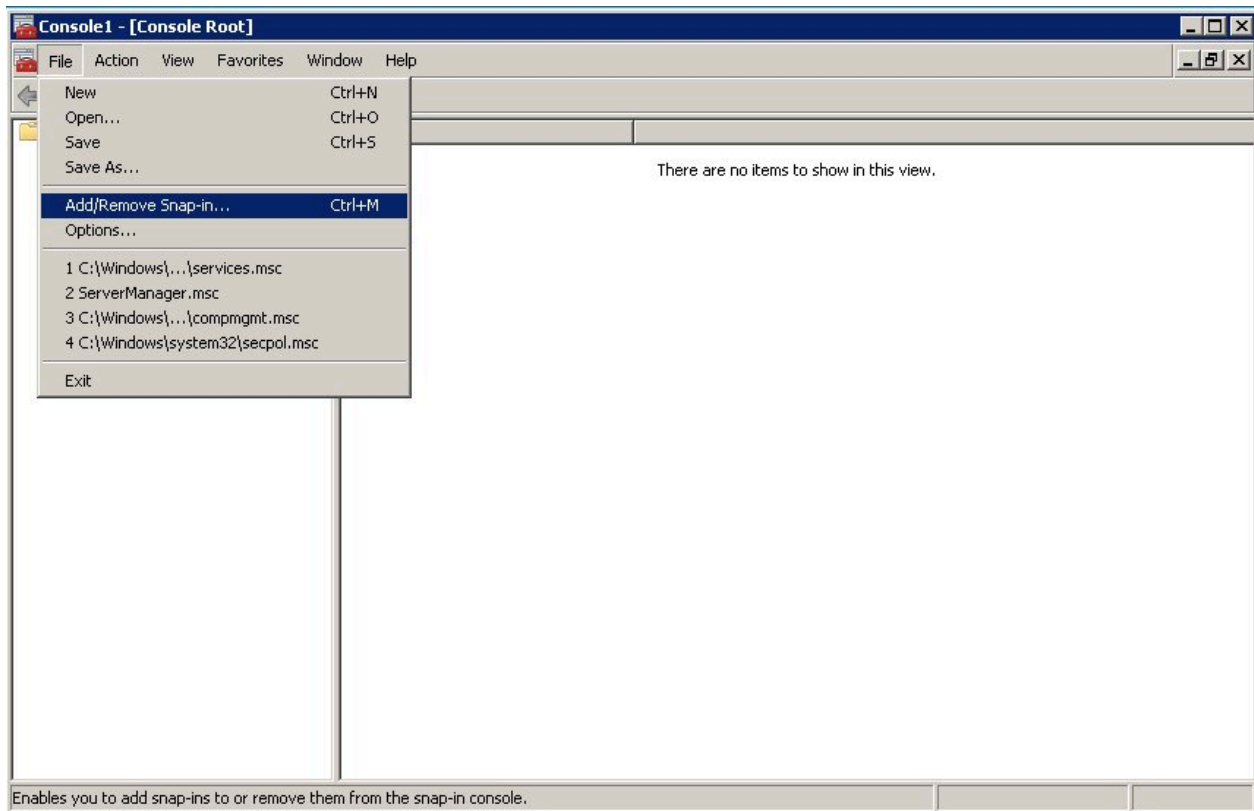 Console1 - [Console Root]
File Action View Favorites Window Help
New Ctrl+N
Open... Ctrl+O
Save Ctrl+S
Save As...
Add/Remove Snap-in... Ctrl+M
Options...
1 C:\Windows\...\services.msc
2 ServerManager.msc
3 C:\Windows\...\compmgmt.msc
4 C:\Windows\system32\secpol.msc
Exit
There are no items to show in this view.
Enables you to add snap-ins to or remove them from the snap-in console.